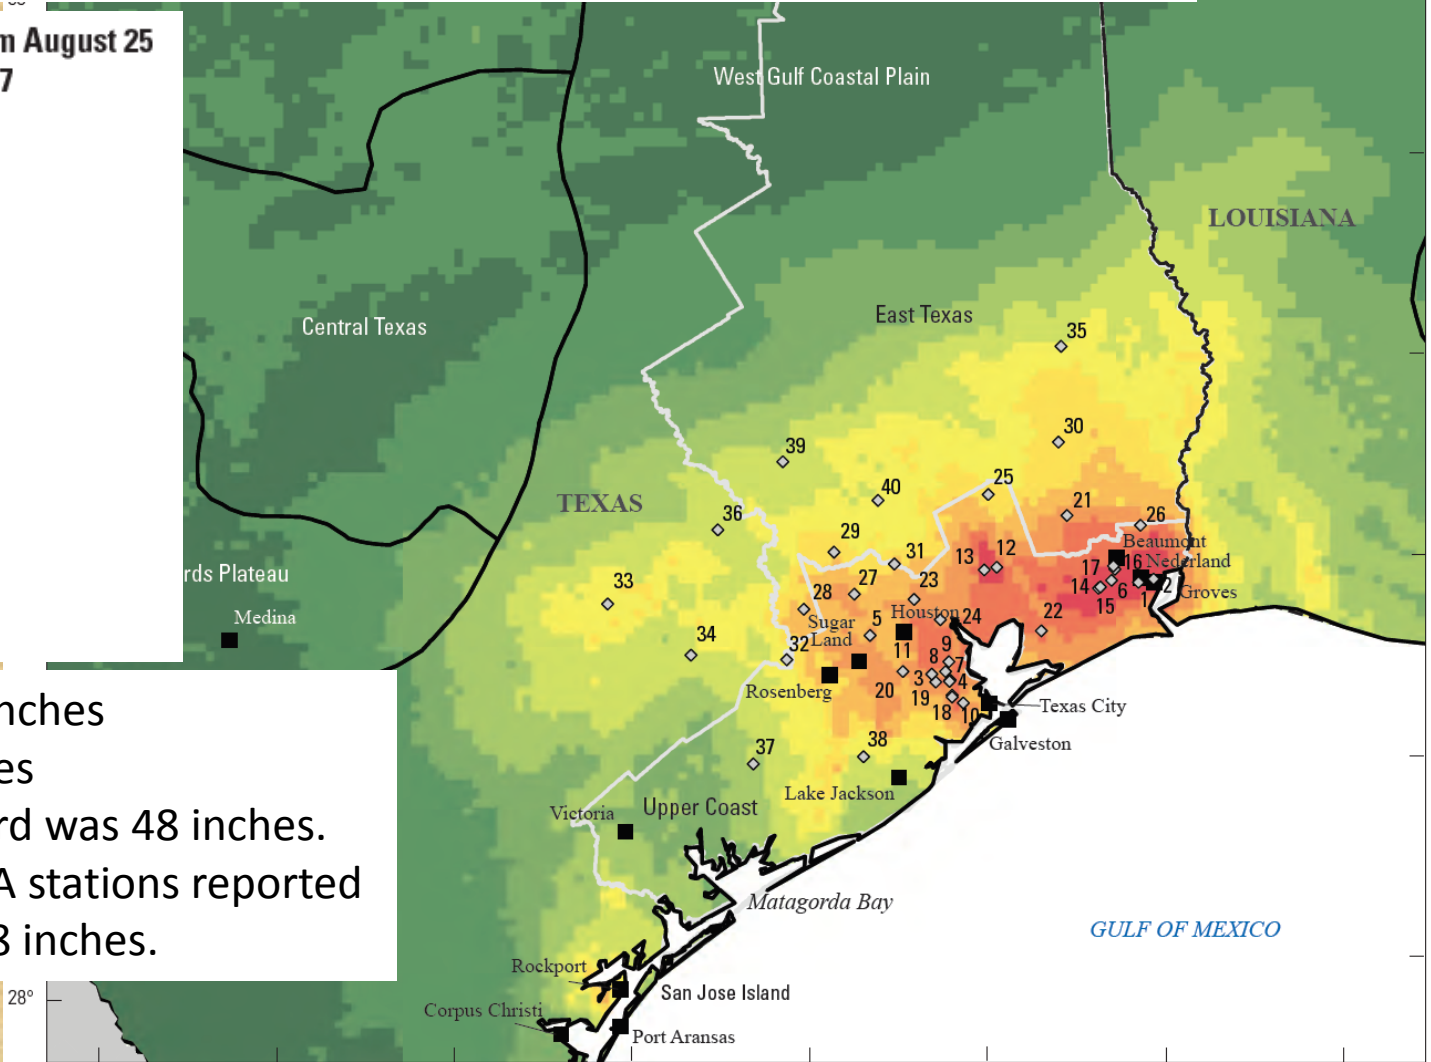 m August 25
7
West Gulf Coastal Plain
LOUISIANA
East Texas
Central Texas
35
30
39
25
40
TEXAS
21
36
26
29
Beaumont
31
13
12
17
16
Nederland
rds Plateau
33
27
23
14
6
1
2
Groves
28
15
Medina
Houston
24
Sugar
Land
5
22
34
32
11
9
8
7
Rosenberg
20
3
4
19
18
10
Texas City
nches
37
38
Galveston
es
Lake Jackson
Victoria
Upper Coast
rd was 48 inches.
A stations reported
Matagorda Bay
GULF OF MEXICO
8 inches.
Rockport
28°
San Jose Island
Corpus Christi
Port Aransas